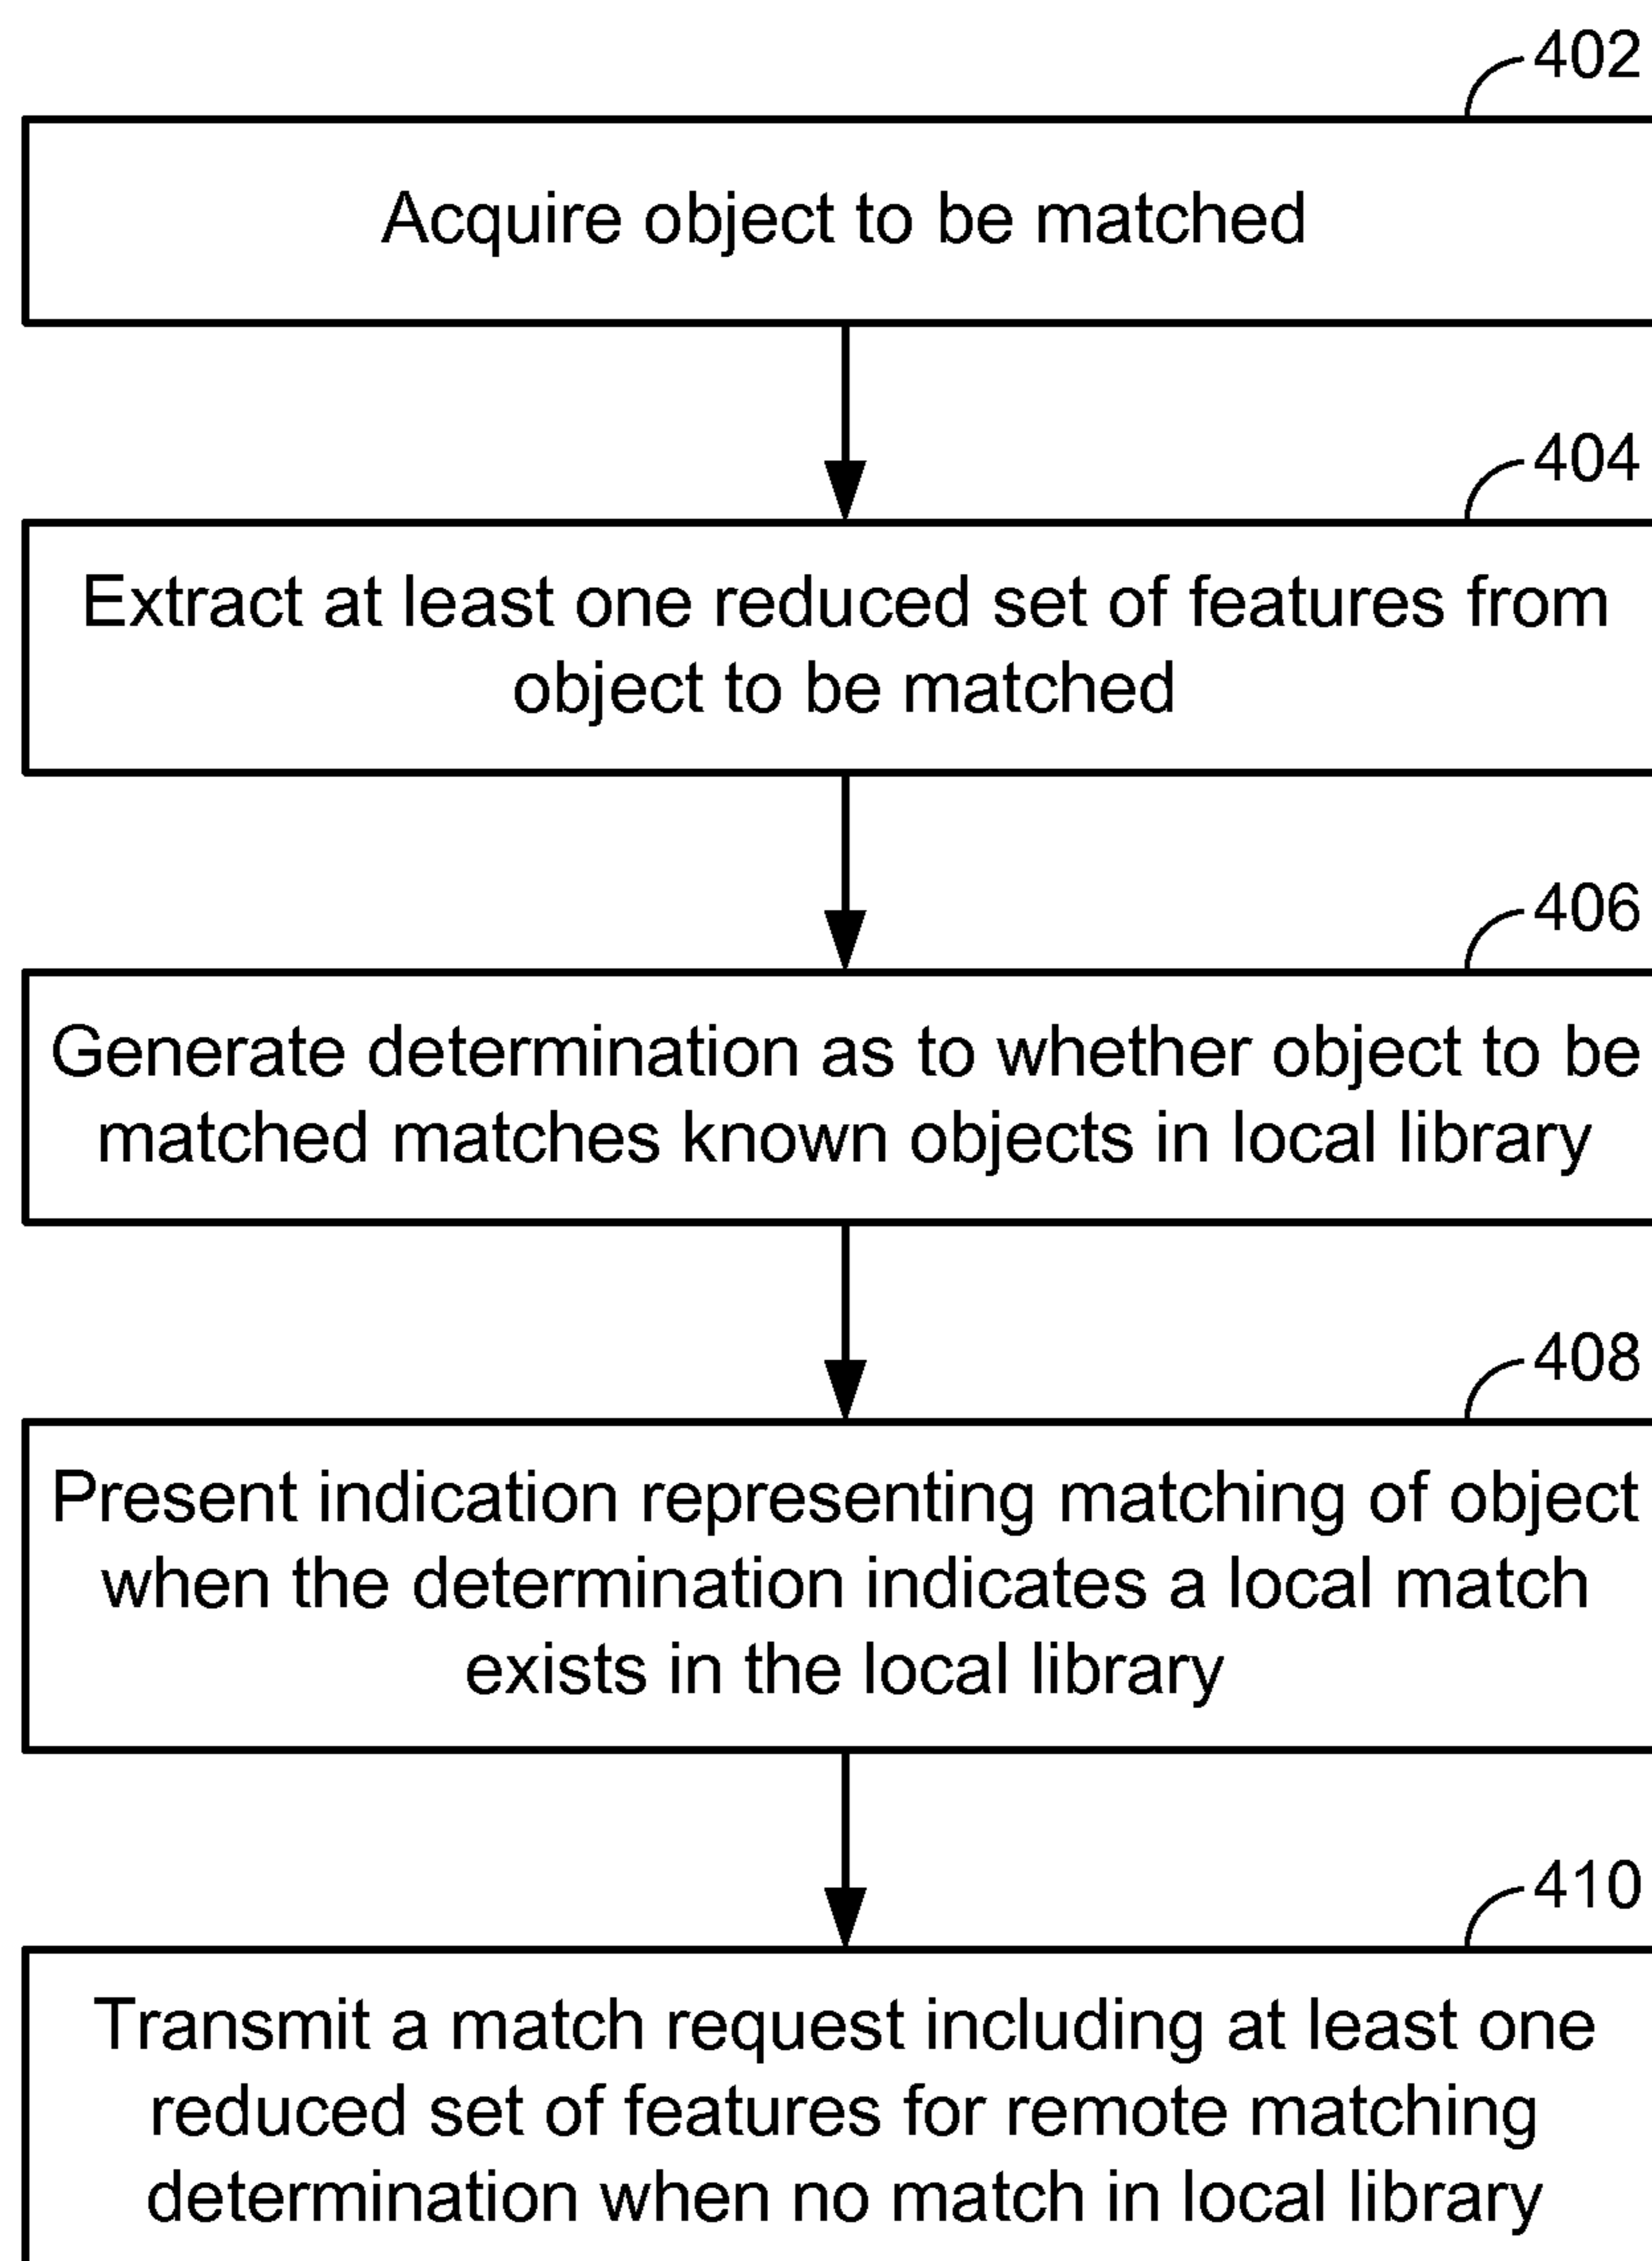 402
Acquire object to be matched
404
Extract at least one reduced set of features from
object to be matched
406
Generate determination as to whether object to be
matched matches known objects in local library
408
Present indication representing matching of object
when the determination indicates a local match
exists in the local library
410
Transmit a match request including at least one
reduced set of features for remote matching
determination when no match in local library